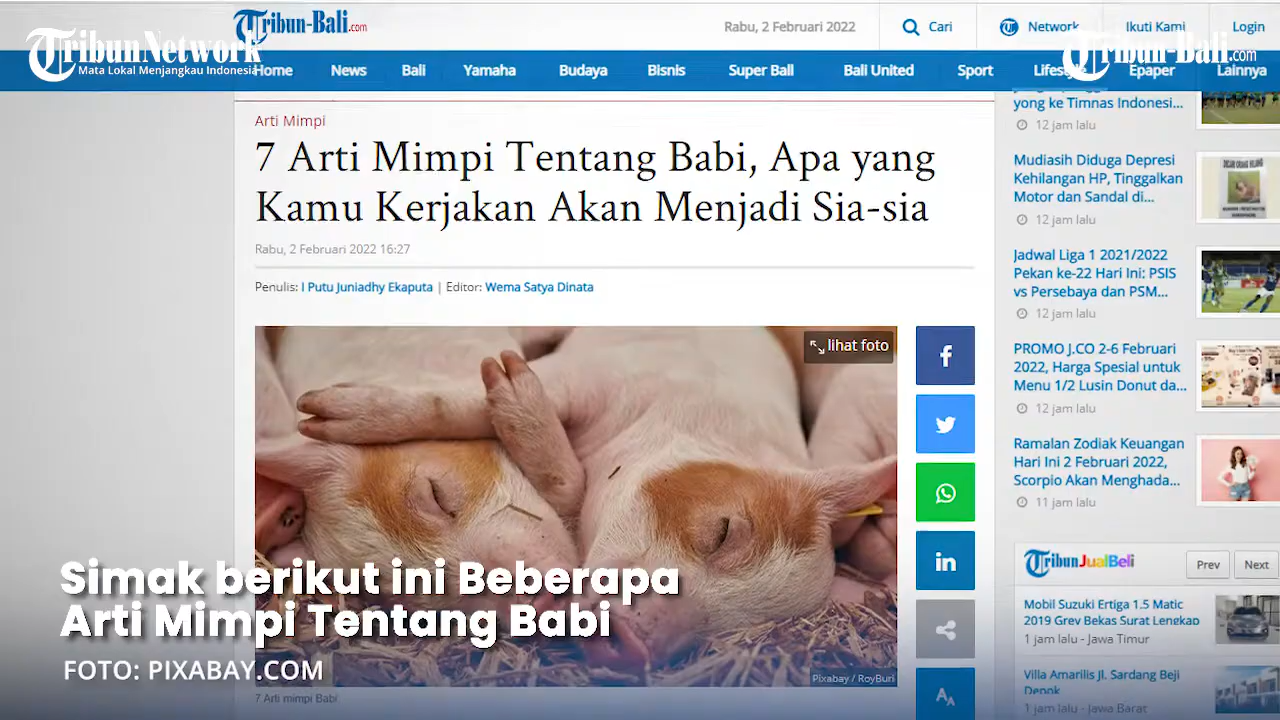 Tribun-Bali.com
Rabu, 2 Februari 2022
Cari
Network
Ikuti Kami
Login
TribunNetwork
Mata Lokal Menjangkau Indonesia
Tribun-Bali.com
Home News Bali Yamaha Budaya Bisnis Super Ball Bali United Sport Lifestyle Epaper Lainnya
Arti Mimpi
7 Arti Mimpi Tentang Babi, Apa yang
Kamu Kerjakan Akan Menjadi Sia-sia
Rabu, 2 Februari 2022 16:27
Penulis: I Putu Juniadhy Ekaputa | Editor: Wema Satya Dinata
lihat foto
Pixabay / RoyBuri
7 Arti mimpi Babi
Simak berikut ini Beberapa
Arti Mimpi Tentang Babi
FOTO: PIXABAY.COM
yong ke Timnas Indonesi...
12 jam lalu
Mudiasih Diduga Depresi
Kehilangan HP, Tinggalkan
Motor dan Sandal di...
12 jam lalu
Jadwal Liga 1 2021/2022
Pekan ke-22 Hari Ini: PSIS
vs Persebaya dan PSM...
12 jam lalu
PROMO J.CO 2-6 Februari
2022, Harga Spesial untuk
Menu 1/2 Lusin Donut da...
12 jam lalu
Ramalan Zodiak Keuangan
Hari Ini 2 Februari 2022,
Scorpio Akan Menghada...
11 jam lalu
TribunJualBeli
Prev Next
Mobil Suzuki Ertiga 1.5 Matic
2019 Grey Bekas Surat Lengkap
1 jam lalu - Jawa Timur
Villa Amarilis Jl. Sardang Beji
Depok
1 jam lalu - Jawa Barat